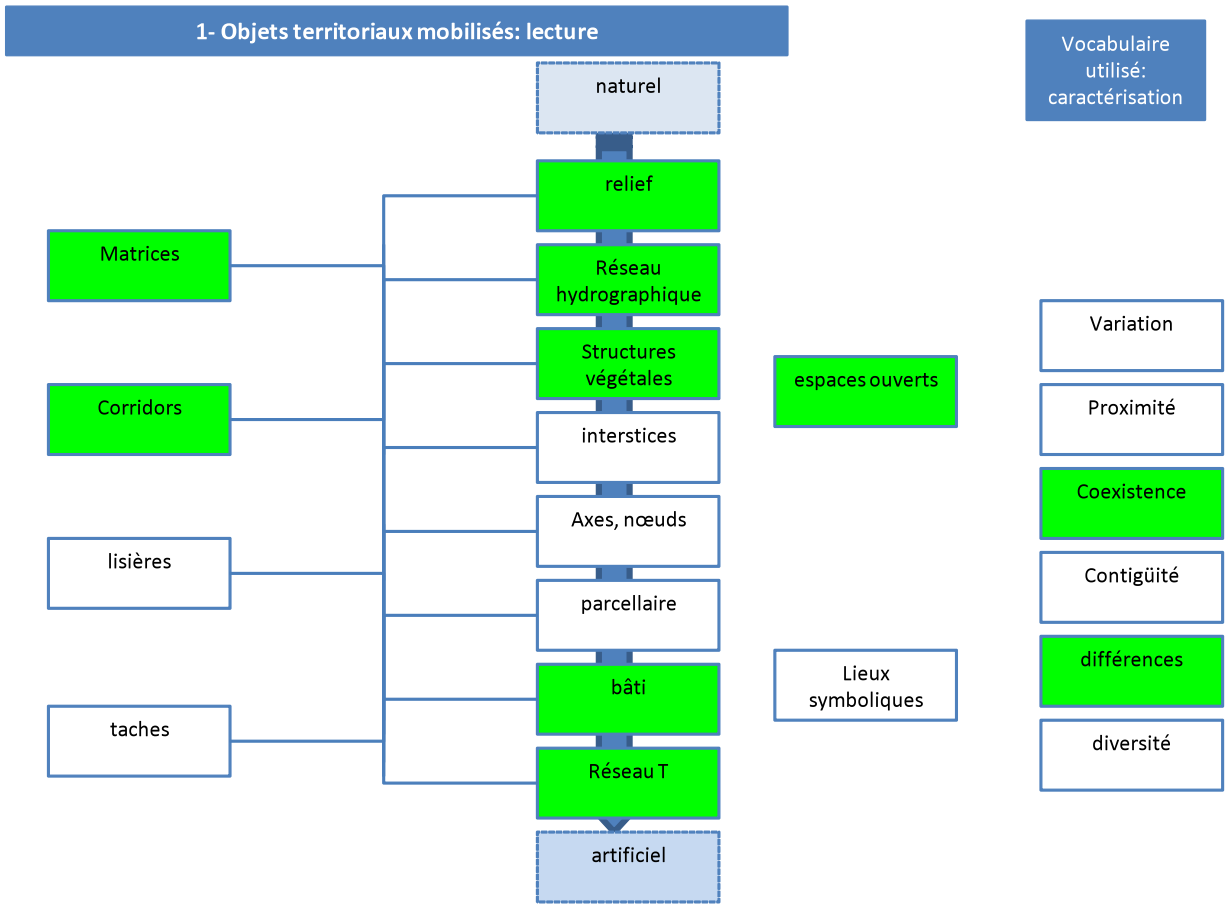 1- Objets territoriaux mobilisés: lecture
Vocabulaire
utilisé:
caractérisation
naturel
relief
Matrices
Réseau
hydrographique
Variation
Structures
végétales
espaces ouverts
Corridors
Proximité
interstices
Coexistence
Axes, nœuds
lisières
Contigüité
parcellaire
différences
bâti
Lieux
symboliques
taches
diversité
Réseau T
artificiel